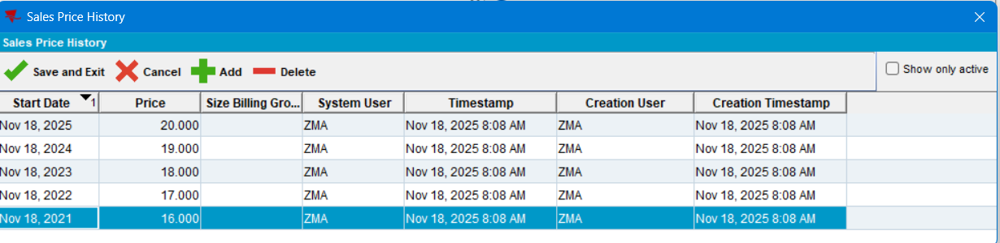 Sales Price History
Sales Price History
Save and Exit Cancel Add Delete Show only active
Start Date 1 Price Size Billing Gro... System User Timestamp Creation User Creation Timestamp
Nov 18, 2025 20.000 ZMA Nov 18, 2025 8:08 AM ZMA Nov 18, 2025 8:08 AM
Nov 18, 2024 19.000 ZMA Nov 18, 2025 8:08 AM ZMA Nov 18, 2025 8:08 AM
Nov 18, 2023 18.000 ZMA Nov 18, 2025 8:08 AM ZMA Nov 18, 2025 8:08 AM
Nov 18, 2022 17.000 ZMA Nov 18, 2025 8:08 AM ZMA Nov 18, 2025 8:08 AM
Nov 18, 2021 16.000 ZMA Nov 18, 2025 8:08 AM ZMA Nov 18, 2025 8:08 AM